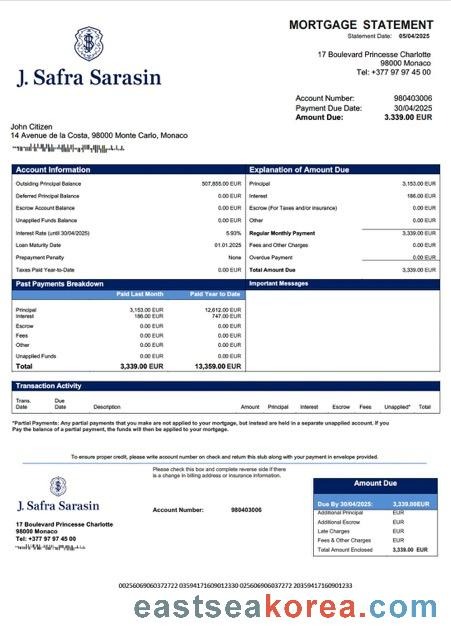 MORTGAGE STATEMENT
Statement Date: 05/04/2025
J. Safra Sarasin
17 Boulevard Princesse Charlotte
98000 Monaco
Tel: +377 97 97 45 00
Account Number: 980403006
Payment Due Date: 30/04/2025
Amount Due: 3.339.00 EUR
John Citizen
14 Avenue de la Costa, 98000 Monte Carlo, Monaco
Account Information
Outsiding Principal Balance 507,855.00 EUR
Deferred Principal Balance 0.00 EUR
Escrow Account Balance 0.00 EUR
Unapplied Funds Balance 0.00 EUR
Interest Rate (until 30/04/2025) 5.93%
Loan Maturity Date 01.01.2025
Prepayment Penalty None
Taxes Paid Year-to-Date 0.00 EUR
Explanation of Amount Due
Principal 3,153.00 EUR
Interest 186.00 EUR
Escrow (For Taxes and/or insurance) 0.00 EUR
Other 0.00 EUR
Regular Monthly Payment 3,339.00 EUR
Fees and Other Charges 0.00 EUR
Overdue Payment 0.00 EUR
Total Amount Due 3,339.00 EUR
Past Payments Breakdown
Paid Last Month Paid Year to Date
Principal 3,153.00 EUR 12,612.00 EUR
Interest 186.00 EUR 747.00 EUR
Escrow 0.00 EUR 0.00 EUR
Fees 0.00 EUR 0.00 EUR
Other 0.00 EUR 0.00 EUR
Unapplied Funds 0.00 EUR 0.00 EUR
Total 3,339.00 EUR 13,359.00 EUR
Important Messages
Transaction Activity
Trans. Date Due Date Description Amount Principal Interest Escrow Fees Unapplied* Total
*Partial Payments: Any partial payments that you make are not applied to your mortgage, but instead are held in a separate unapplied account. If you
Pay the balance of a partial payment, the funds will then be applied to your mortgage.
To ensure proper credit, please write account number on check and return this stub along with your payment in envelope provided.
Please check this box and complete reverse side if there
is a change in billing address or insurance information.
J. Safra Sarasin
17 Boulevard Princesse Charlotte
98000 Monaco
Tel: +377 97 97 45 00
Account Number: 980403006
Amount Due
Due By 30/04/2025: 3,339.00EUR
Additional Principal EUR
Additional Escrow EUR
Late Charges EUR
Fees & Other Charges EUR
Total Amount Enclosed 3,339.00 EUR
0025606906037272 03594171609012330 0256069060372722 20359417160901233
eastseakorea.com